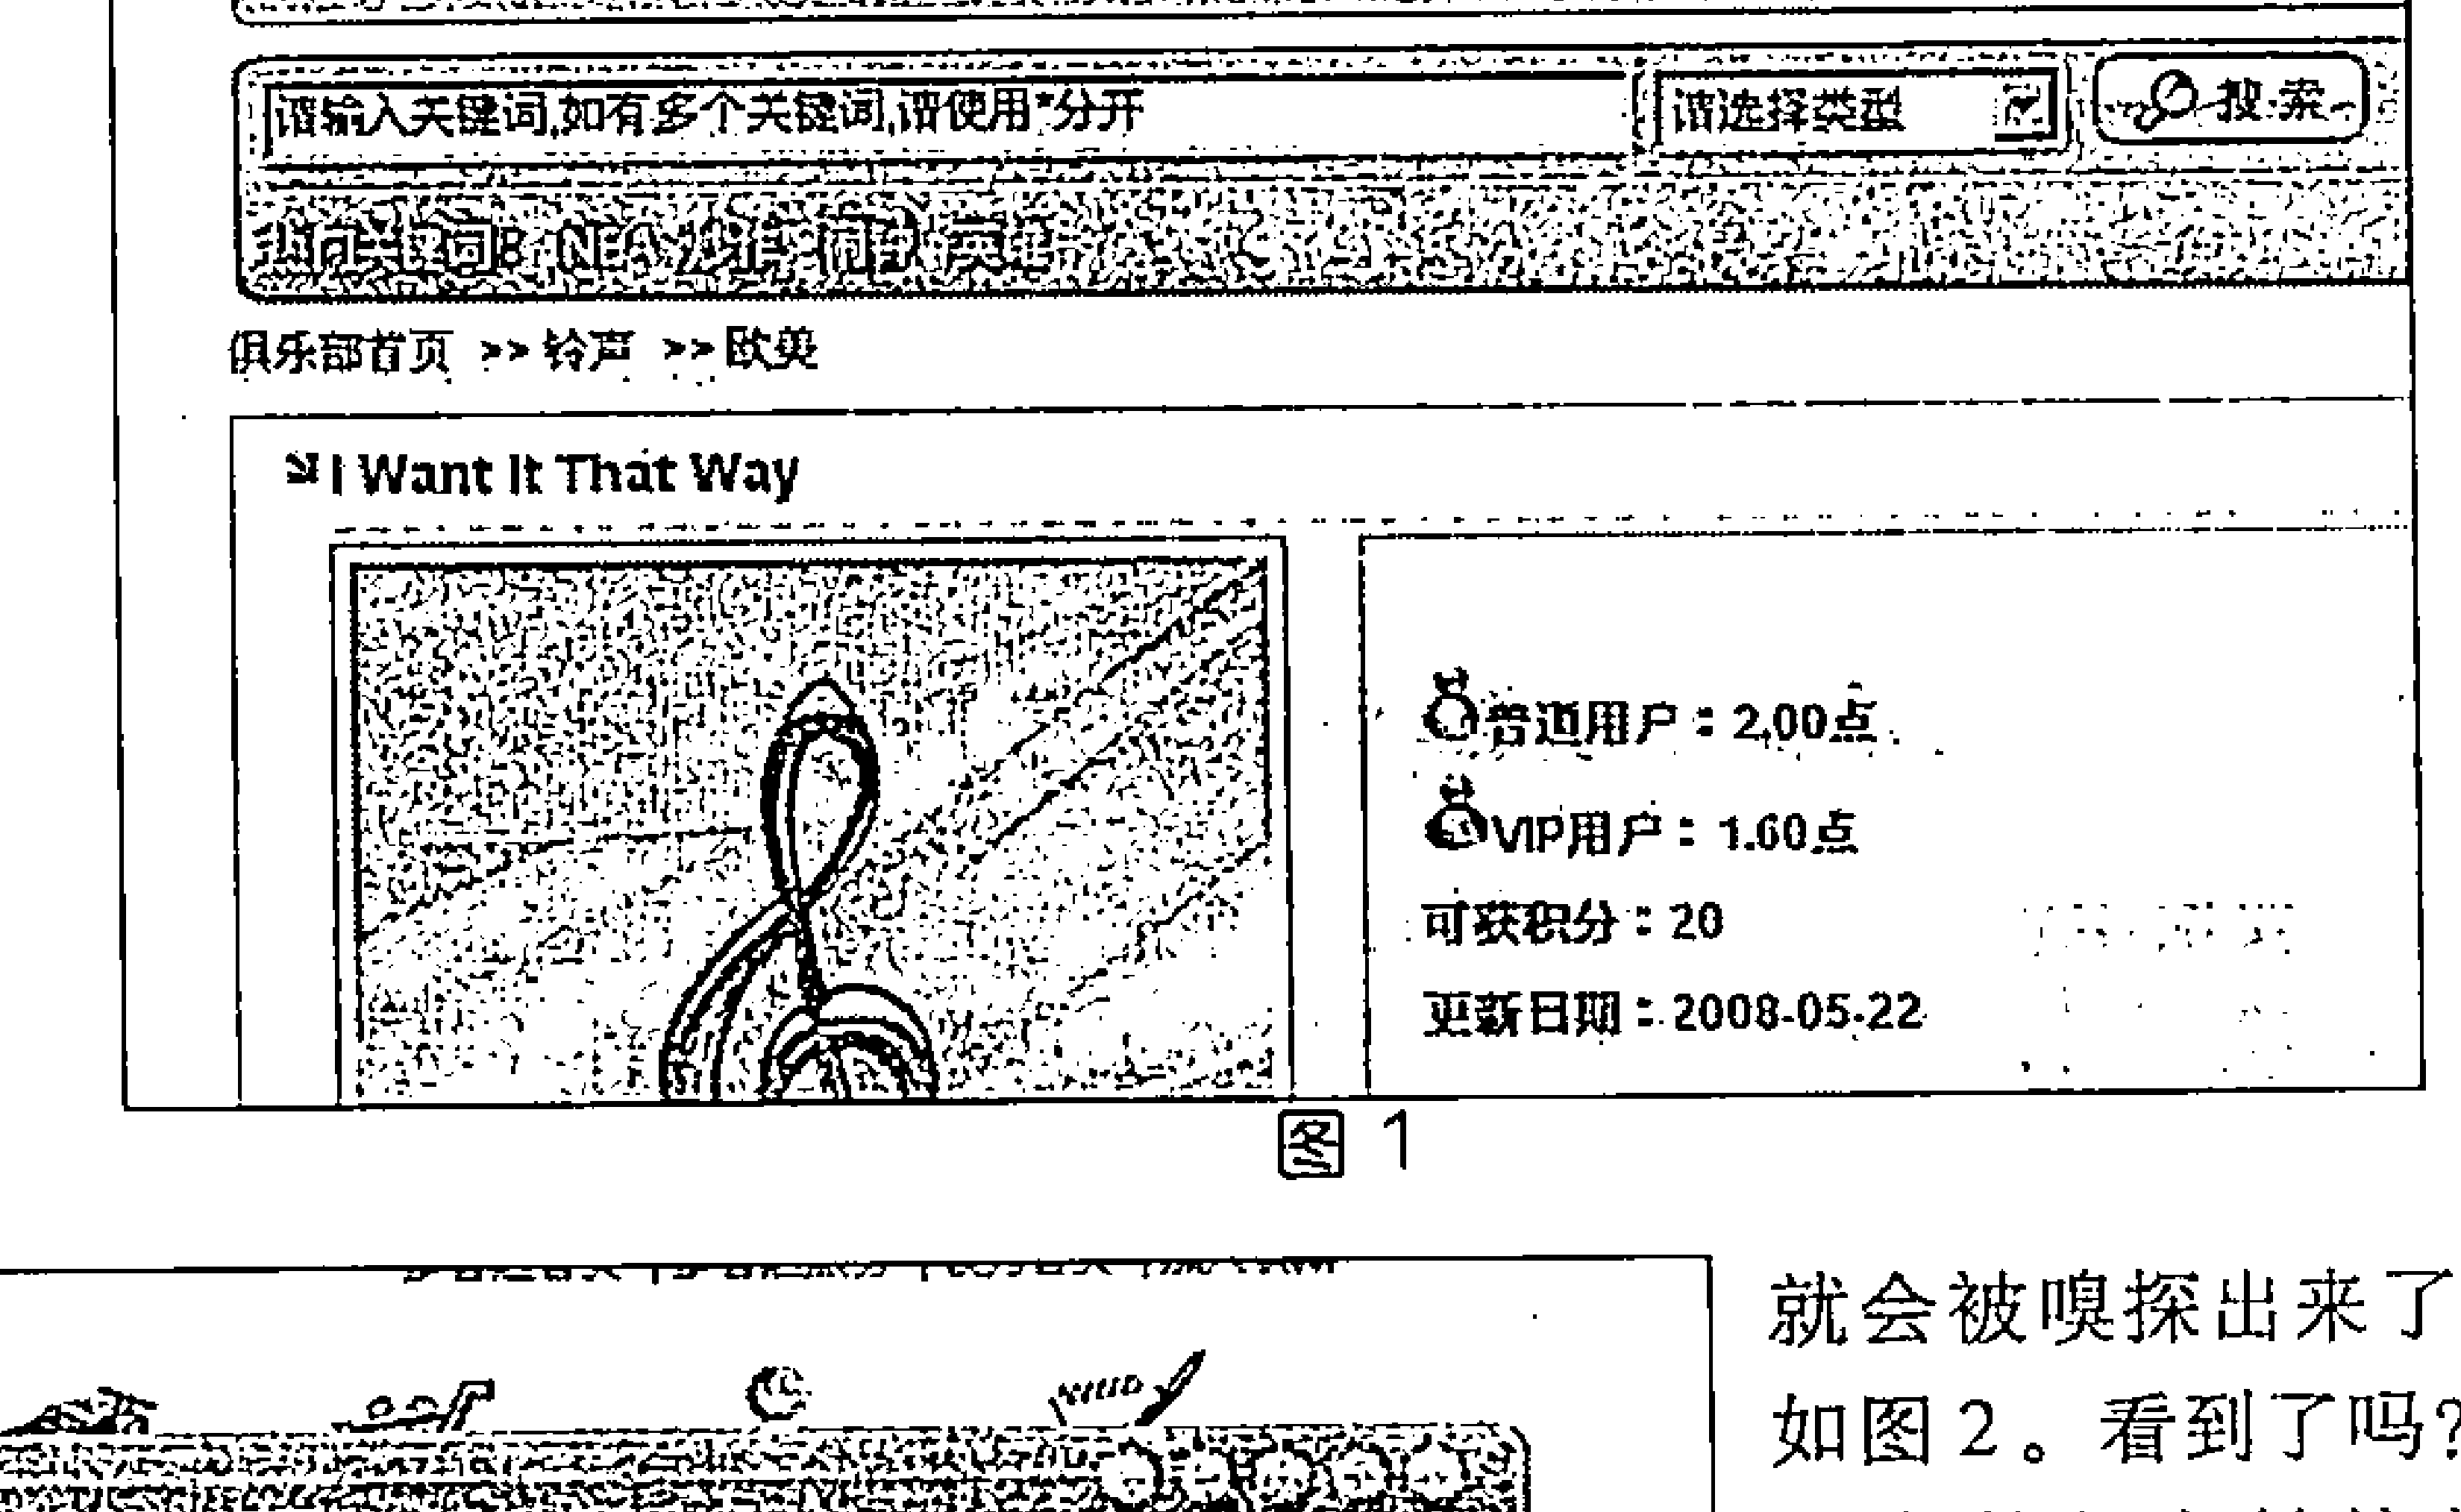 请输入关键词,如有多个关键词,请使用*分开
请选择类型
搜索
俱乐部首页 >> 铃声 >> 欧美
I Want It That Way
普通用户：2.00点
VIP用户：1.60点
可获积分：20
更新日期：2008-05-22
图 1
就会被嗅探出来了
如图 2。看到了吗?